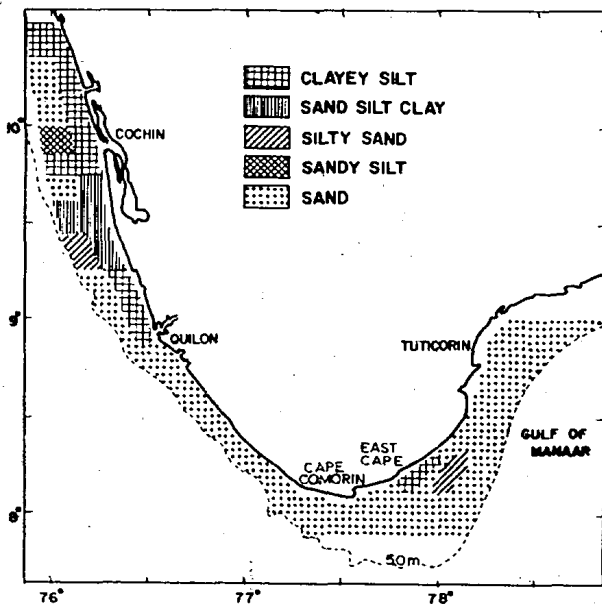 CLAYEY SILT
SAND SILT CLAY
SILTY SAND
SANDY SILT
SAND
10°
COCHIN
9°
QUILON
TUTICORIN
GULF OF
MANAAR
EAST
CAPE
CAPE
COMORIN
8°
50m
76°
77°
78°